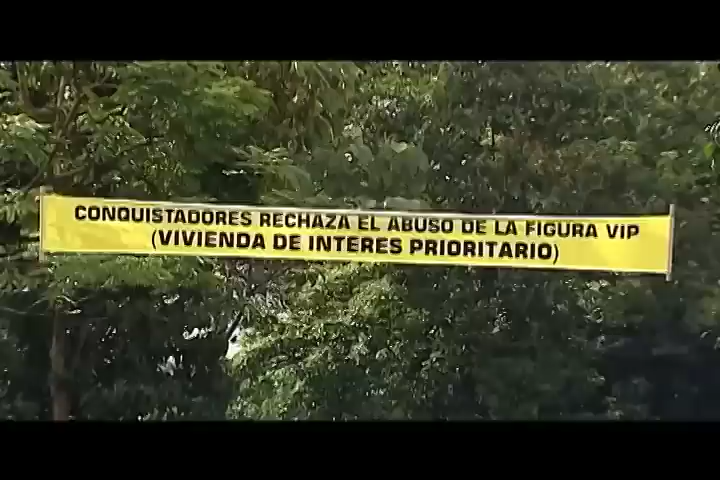 CONQUISTADORES RECHAZA EL ABUSO DE LA FIGURA VIP
(VIVIENDA DE INTERES PRIORITARIO)